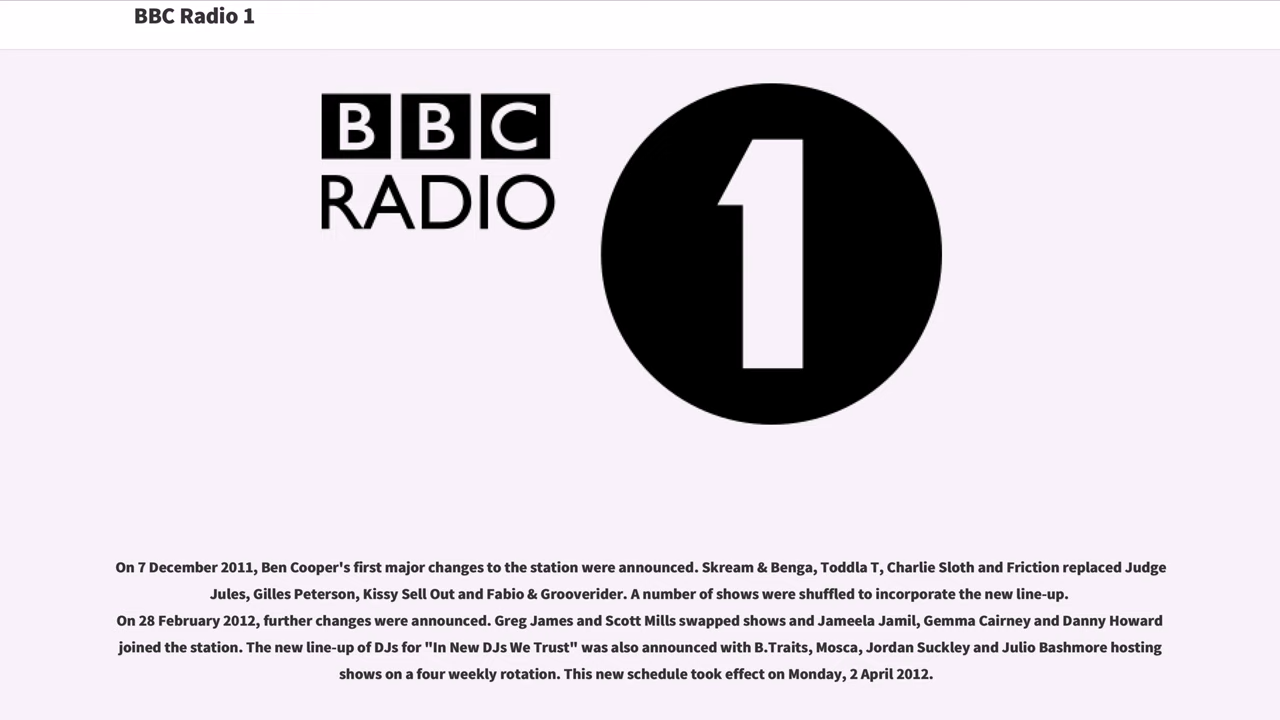 BBC Radio 1
BBC
RADIO
1
On 7 December 2011, Ben Cooper's first major changes to the station were announced. Skream & Benga, Toddla T, Charlie Sloth and Friction replaced Judge
Jules, Gilles Peterson, Kissy Sell Out and Fabio & Grooverider. A number of shows were shuffled to incorporate the new line-up.
On 28 February 2012, further changes were announced. Greg James and Scott Mills swapped shows and Jameela Jamil, Gemma Cairney and Danny Howard
joined the station. The new line-up of DJs for "In New DJs We Trust" was also announced with B.Traits, Mosca, Jordan Suckley and Julio Bashmore hosting
shows on a four weekly rotation. This new schedule took effect on Monday, 2 April 2012.